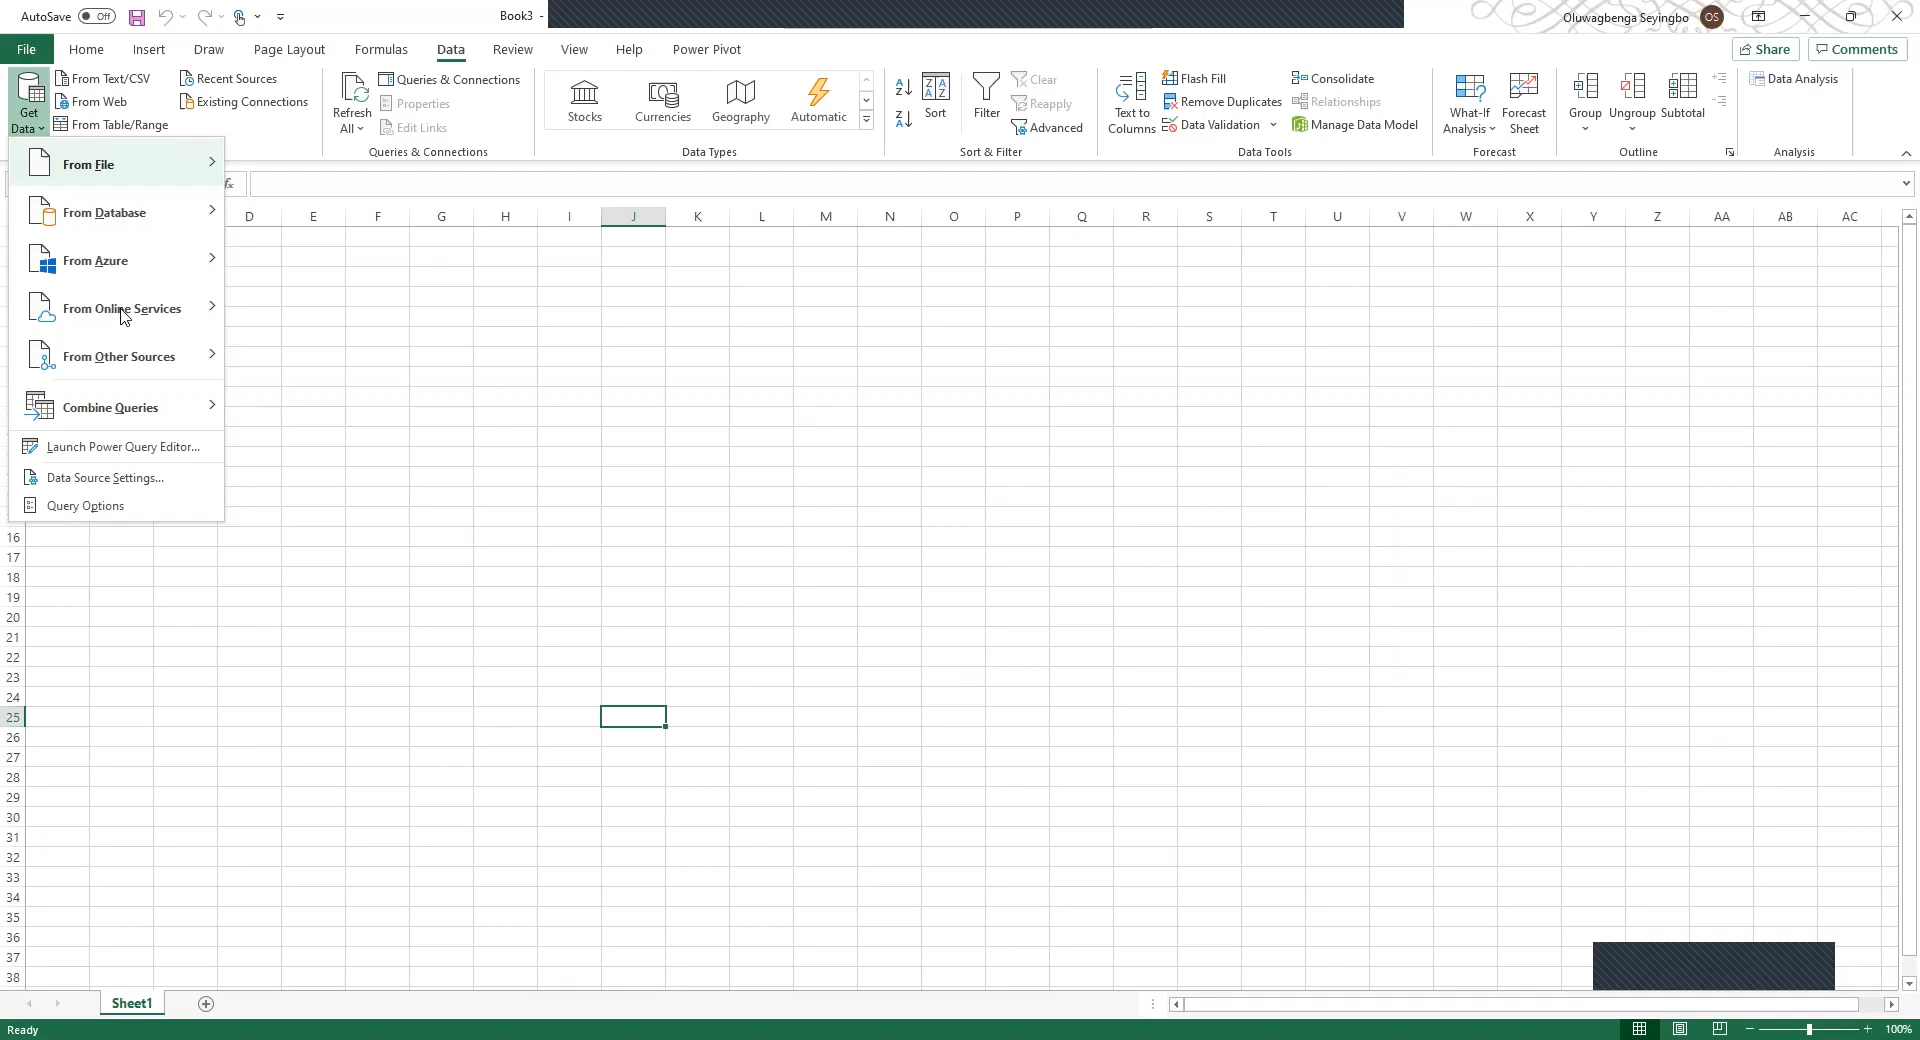 AutoSave Off
Book3 -
Oluwagbenga Seyingbo OS
File Home Insert Draw Page Layout Formulas Data Review View Help Power Pivot
Share Comments
Get Data
From Text/CSV
From Web
From Table/Range
Recent Sources
Existing Connections
Refresh All
Queries & Connections
Properties
Edit Links
Queries & Connections
Stocks
Currencies
Geography
Automatic
Data Types
Sort
Filter
Clear
Reapply
Advanced
Sort & Filter
Text to Columns
Flash Fill
Remove Duplicates
Data Validation
Consolidate
Relationships
Manage Data Model
Data Tools
What-If Analysis
Forecast Sheet
Forecast
Group
Ungroup
Subtotal
Outline
Data Analysis
Analysis
From File
From Database
From Azure
From Online Services
From Other Sources
Combine Queries
Launch Power Query Editor...
Data Source Settings...
Query Options
fx
D E F G H I J K L M N O P Q R S T U V W X Y Z AA AB AC
16
17
18
19
20
21
22
23
24
25
26
27
28
29
30
31
32
33
34
35
36
37
38
Sheet1
Ready
100%